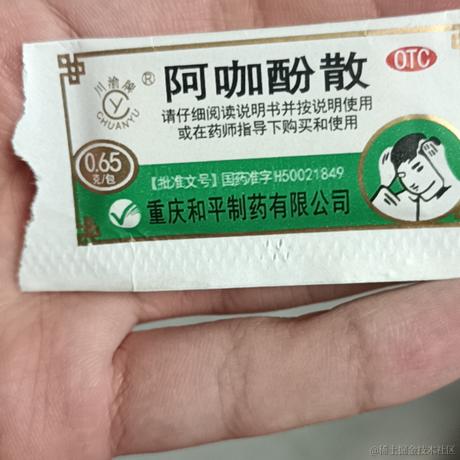 川渝牌
®
CY
CHUANYU
阿咖酚散
OTC
请仔细阅读说明书并按说明使用
或在药师指导下购买和使用
0.65
克/包
【批准文号】国药准字H50021849
重庆和平制药有限公司
@稀土掘金技术社区